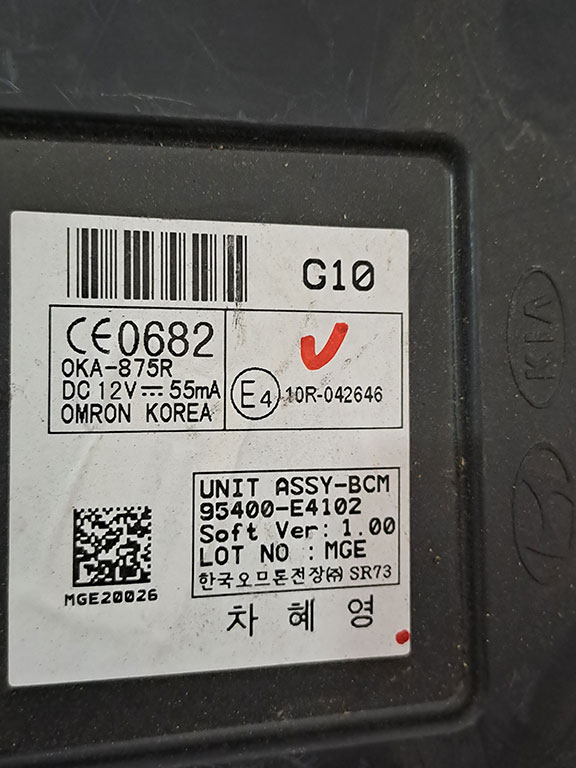 G10
CE0682
OKA-875R
DC 12V⎓55mA
OMRON KOREA
E4 10R-042646
UNIT ASSY-BCM
95400-E4102
Soft Ver: 1.00
LOT NO : MGE
한국오므론전장㈜ SR73
MGE20026
차 혜 영
KIA